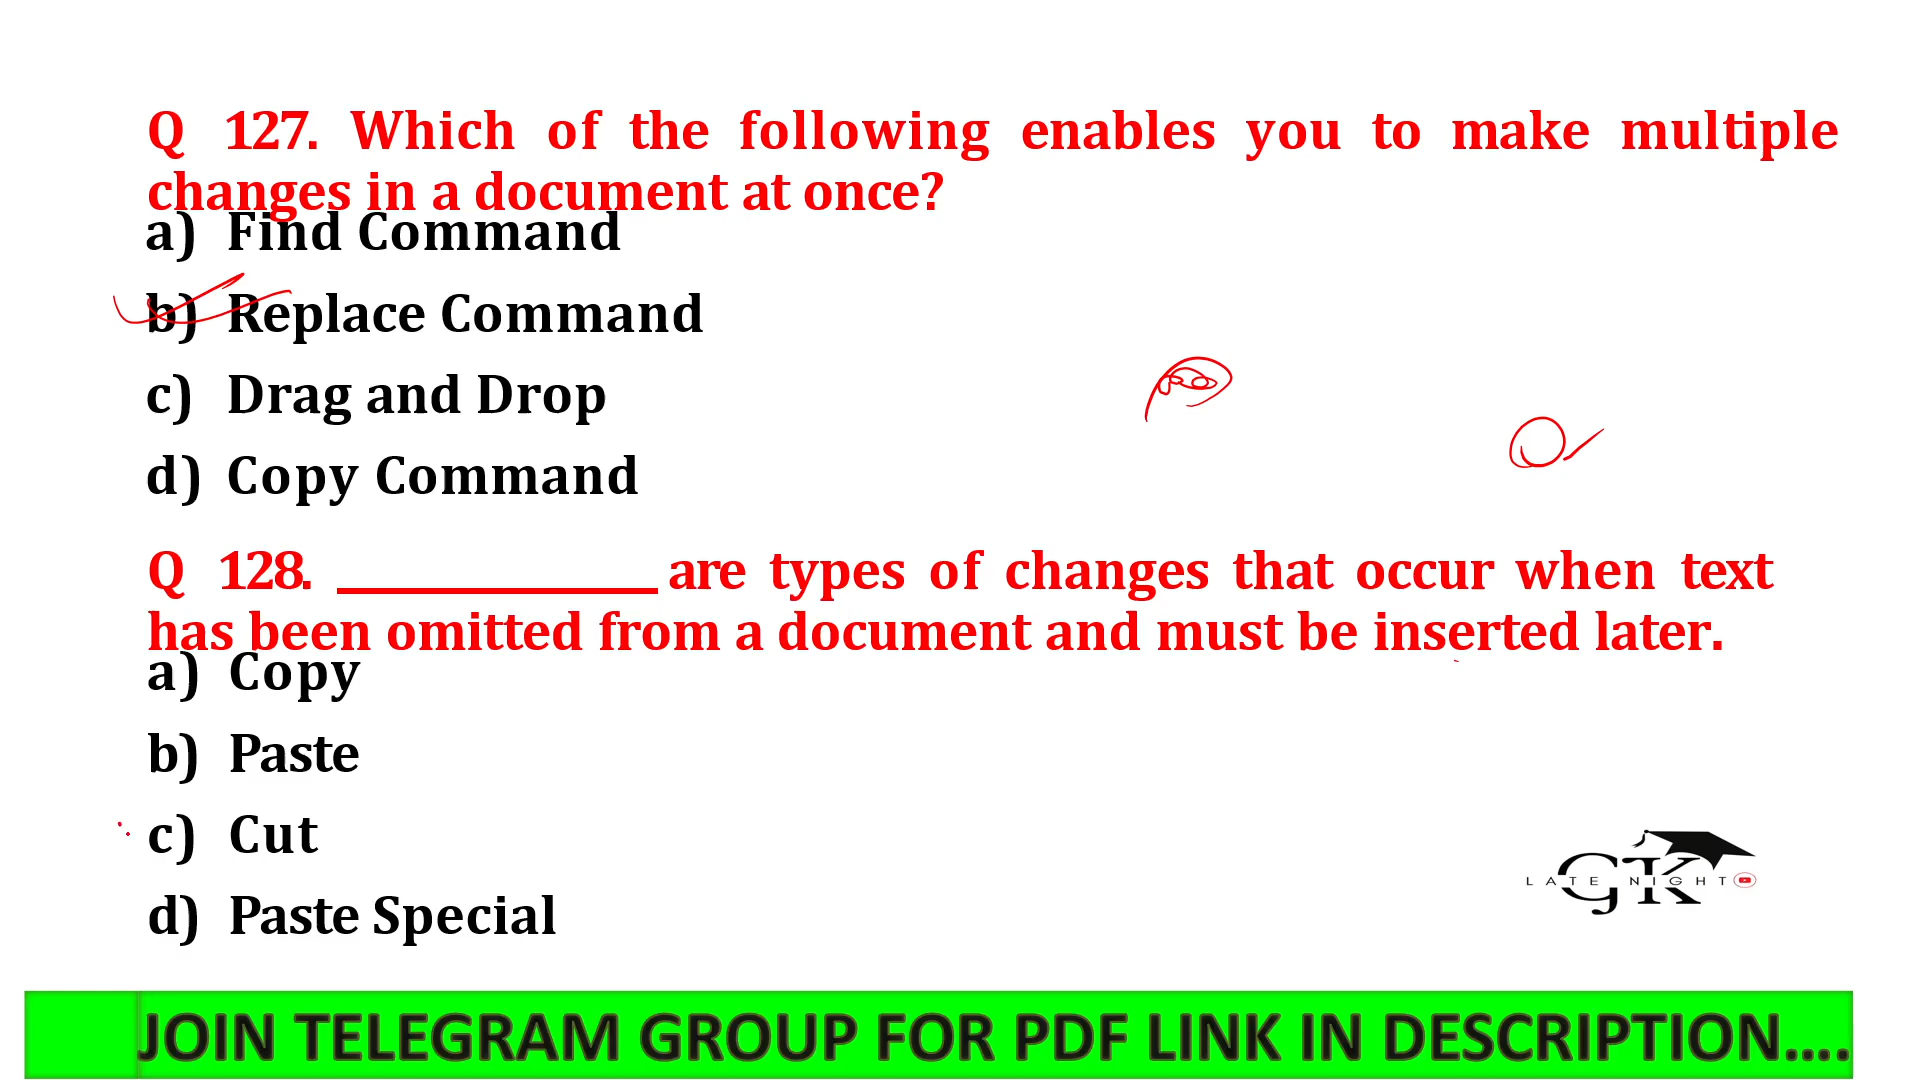 Q 127. Which of the following enables you to make multiple
changes in a document at once?
a) Find Command
b) Replace Command
c) Drag and Drop
d) Copy Command
Q 128. ____________ are types of changes that occur when text
has been omitted from a document and must be inserted later.
a) Copy
b) Paste
c) Cut
d) Paste Special
GK
LATE NIGHT
JOIN TELEGRAM GROUP FOR PDF LINK IN DESCRIPTION....